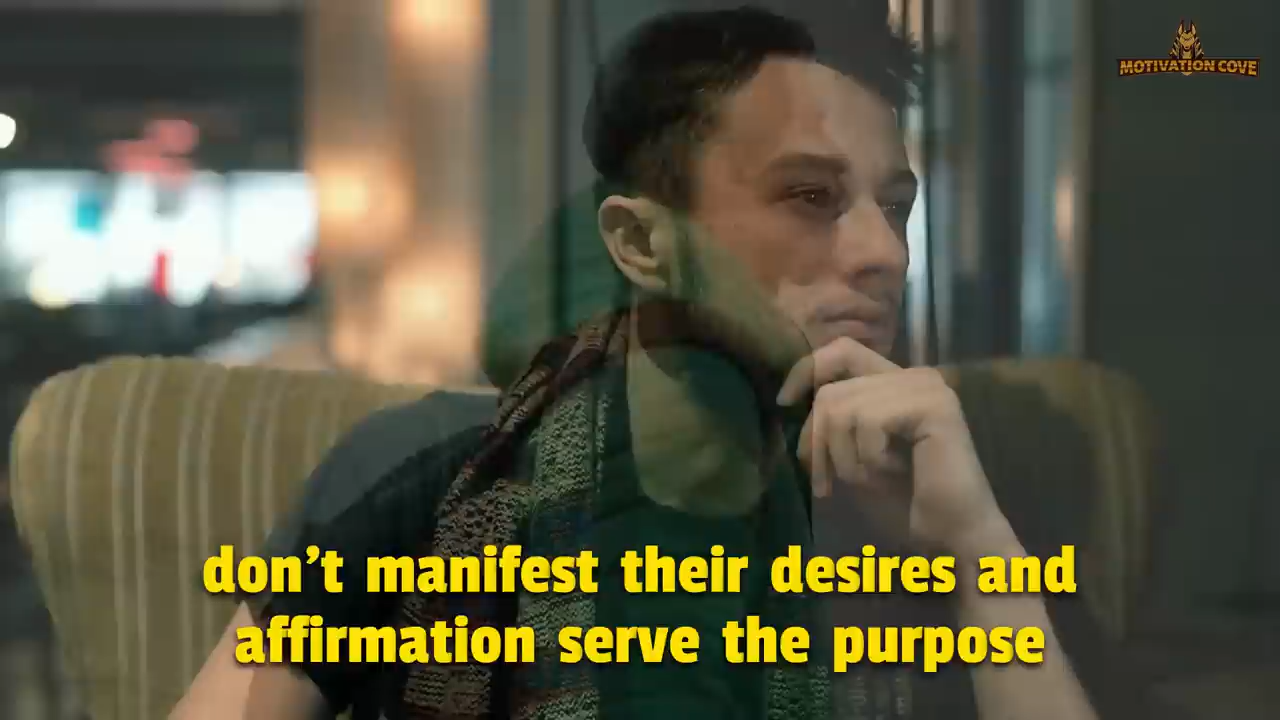 MOTIVATION COVE
don't manifest their desires and
affirmation serve the purpose